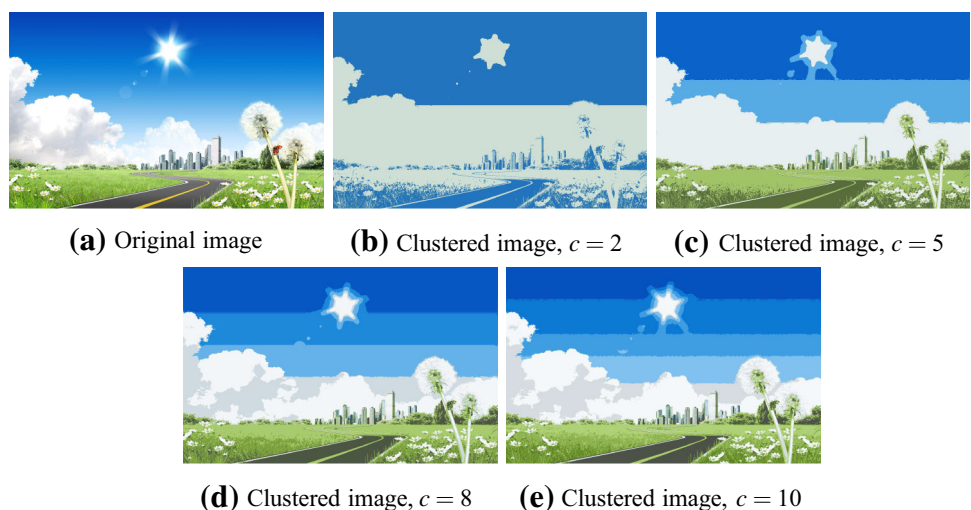 (a) Original image
(b) Clustered image, c = 2
(c) Clustered image, c = 5
(d) Clustered image, c = 8
(e) Clustered image, c = 10